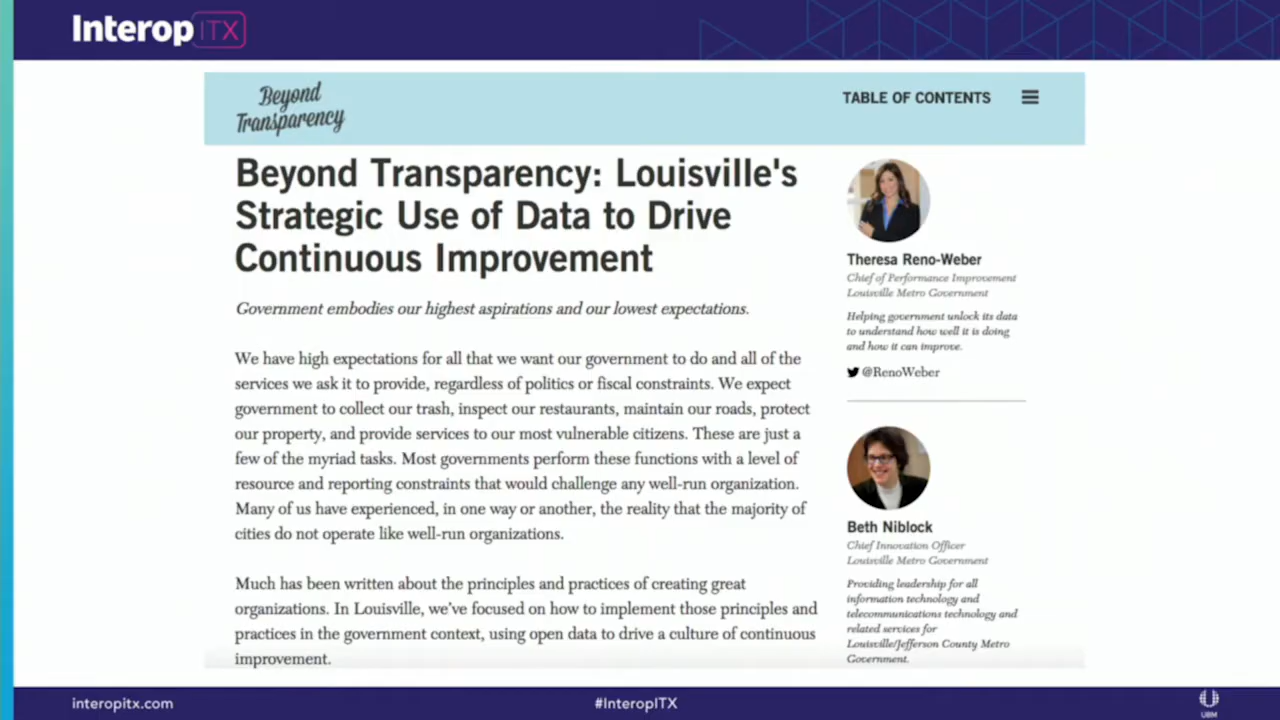 InteropITX
Beyond
Transparency
TABLE OF CONTENTS
Beyond Transparency: Louisville's
Strategic Use of Data to Drive
Continuous Improvement
Government embodies our highest aspirations and our lowest expectations.
We have high expectations for all that we want our government to do and all of the
services we ask it to provide, regardless of politics or fiscal constraints. We expect
government to collect our trash, inspect our restaurants, maintain our roads, protect
our property, and provide services to our most vulnerable citizens. These are just a
few of the myriad tasks. Most governments perform these functions with a level of
resource and reporting constraints that would challenge any well-run organization.
Many of us have experienced, in one way or another, the reality that the majority of
cities do not operate like well-run organizations.
Much has been written about the principles and practices of creating great
organizations. In Louisville, we've focused on how to implement those principles and
practices in the government context, using open data to drive a culture of continuous
improvement.
Theresa Reno-Weber
Chief of Performance Improvement
Louisville Metro Government
Helping government unlock its data
to understand how well it is doing
and how it can improve.
@RenoWeber
Beth Niblock
Chief Innovation Officer
Louisville Metro Government
Providing leadership for all
information technology and
telecommunications technology and
related services for
Louisville/Jefferson County Metro
Government.
interopitx.com
#InteropITX
UBM